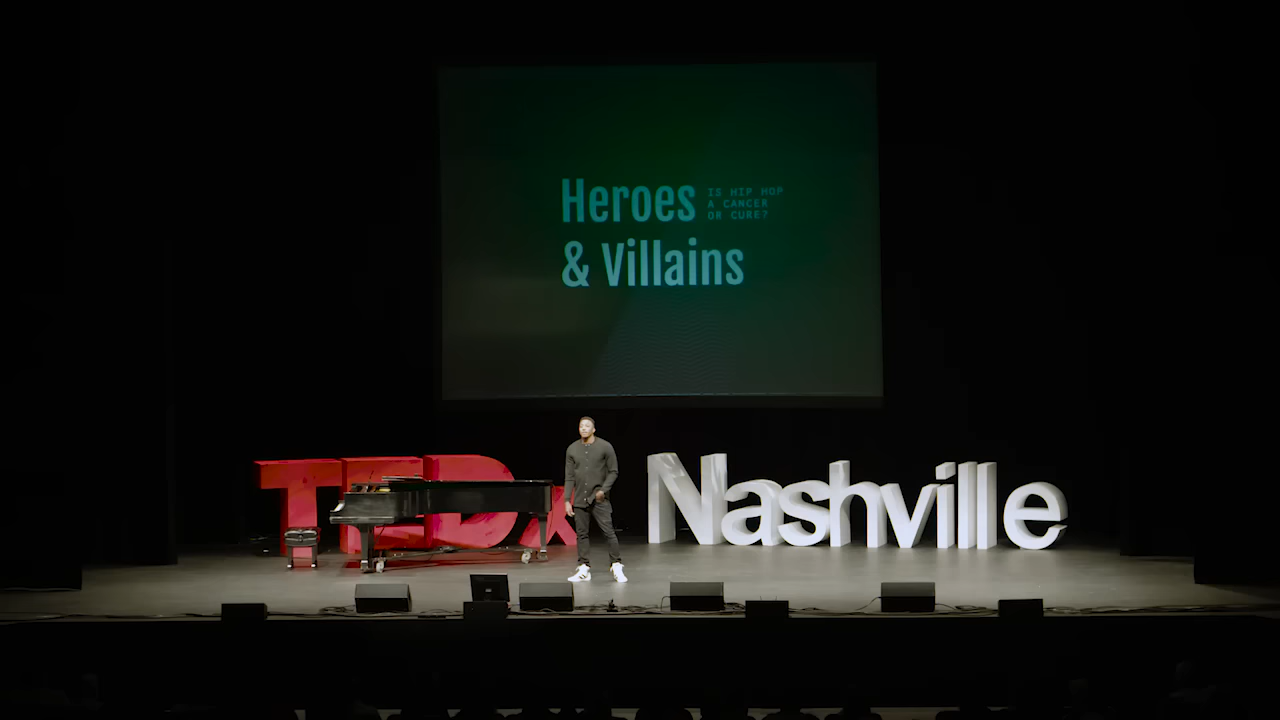 Heroes
IS HIP HOP
A CANCER
OR CURE?
& Villains
TEDx Nashville